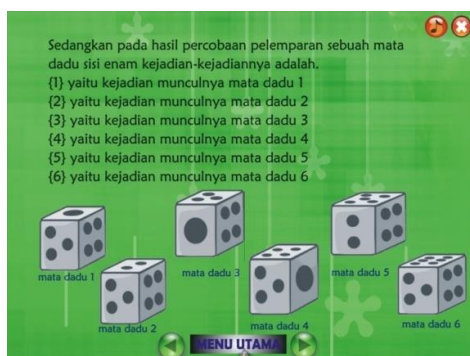 Sedangkan pada hasil percobaan pelemparan sebuah mata
dadu sisi enam kejadian-kejadiannya adalah.
{1} yaitu kejadian munculnya mata dadu 1
{2} yaitu kejadian munculnya mata dadu 2
{3} yaitu kejadian munculnya mata dadu 3
{4} yaitu kejadian munculnya mata dadu 4
{5} yaitu kejadian munculnya mata dadu 5
{6} yaitu kejadian munculnya mata dadu 6
mata dadu 1
mata dadu 2
mata dadu 3
mata dadu 4
mata dadu 5
mata dadu 6
MENU UTAMA